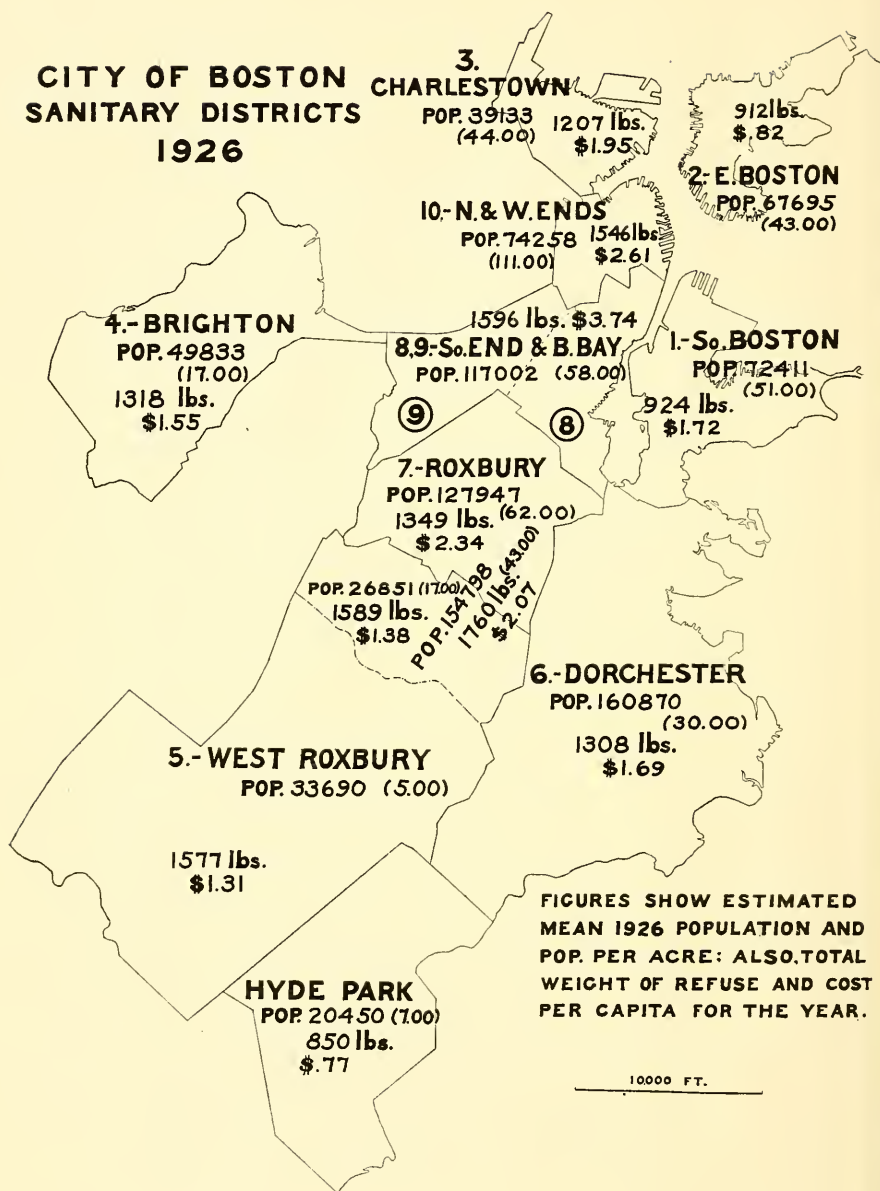 CITY OF BOSTON
SANITARY DISTRICTS
1926
3.
CHARLESTOWN
POP. 39133
(44.00)
1207 lbs.
$1.95
912 lbs.
$.82
2.-E. BOSTON
POP. 67695
(43.00)
10.-N. & W. ENDS
POP. 74258
(111.00)
1546 lbs.
$2.61
4.-BRIGHTON
POP. 49833
(17.00)
1318 lbs.
$1.55
1596 lbs. $3.74
8,9.-So. END & B. BAY
POP. 117002 (58.00)
9
8
1.-So. BOSTON
POP. 72411
(51.00)
924 lbs.
$1.72
7.-ROXBURY
POP. 127947
(62.00)
1349 lbs.
$2.34
POP. 26851 (17.00)
1589 lbs.
$1.38
POP. 154798 (43.00)
1760 lbs.
$2.07
6.-DORCHESTER
POP. 160870
(30.00)
1308 lbs.
$1.69
5.-WEST ROXBURY
POP. 33690 (5.00)
1577 lbs.
$1.31
HYDE PARK
POP. 20450 (7.00)
850 lbs.
$.77
FIGURES SHOW ESTIMATED
MEAN 1926 POPULATION AND
POP. PER ACRE: ALSO, TOTAL
WEIGHT OF REFUSE AND COST
PER CAPITA FOR THE YEAR.
10000 FT.